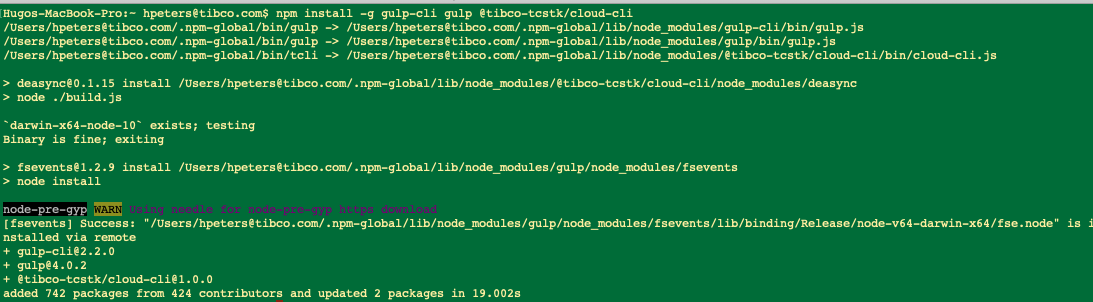 [Hugos-MacBook-Pro:~ hpeters@tibco.com$ npm install -g gulp-cli gulp @tibco-tcstk/cloud-cli
/Users/hpeters@tibco.com/.npm-global/bin/gulp -> /Users/hpeters@tibco.com/.npm-global/lib/node_modules/gulp-cli/bin/gulp.js
/Users/hpeters@tibco.com/.npm-global/bin/gulp -> /Users/hpeters@tibco.com/.npm-global/lib/node_modules/gulp/bin/gulp.js
/Users/hpeters@tibco.com/.npm-global/bin/tcli -> /Users/hpeters@tibco.com/.npm-global/lib/node_modules/@tibco-tcstk/cloud-cli/bin/cloud-cli.js
> deasync@0.1.15 install /Users/hpeters@tibco.com/.npm-global/lib/node_modules/@tibco-tcstk/cloud-cli/node_modules/deasync
> node ./build.js
`darwin-x64-node-10` exists; testing
Binary is fine; exiting
> fsevents@1.2.9 install /Users/hpeters@tibco.com/.npm-global/lib/node_modules/gulp/node_modules/fsevents
> node install
node-pre-gyp WARN Using needle for node-pre-gyp https download
[fsevents] Success: "/Users/hpeters@tibco.com/.npm-global/lib/node_modules/gulp/node_modules/fsevents/lib/binding/Release/node-v64-darwin-x64/fse.node" is i
nstalled via remote
+ gulp-cli@2.2.0
+ gulp@4.0.2
+ @tibco-tcstk/cloud-cli@1.0.0
added 742 packages from 424 contributors and updated 2 packages in 19.002s